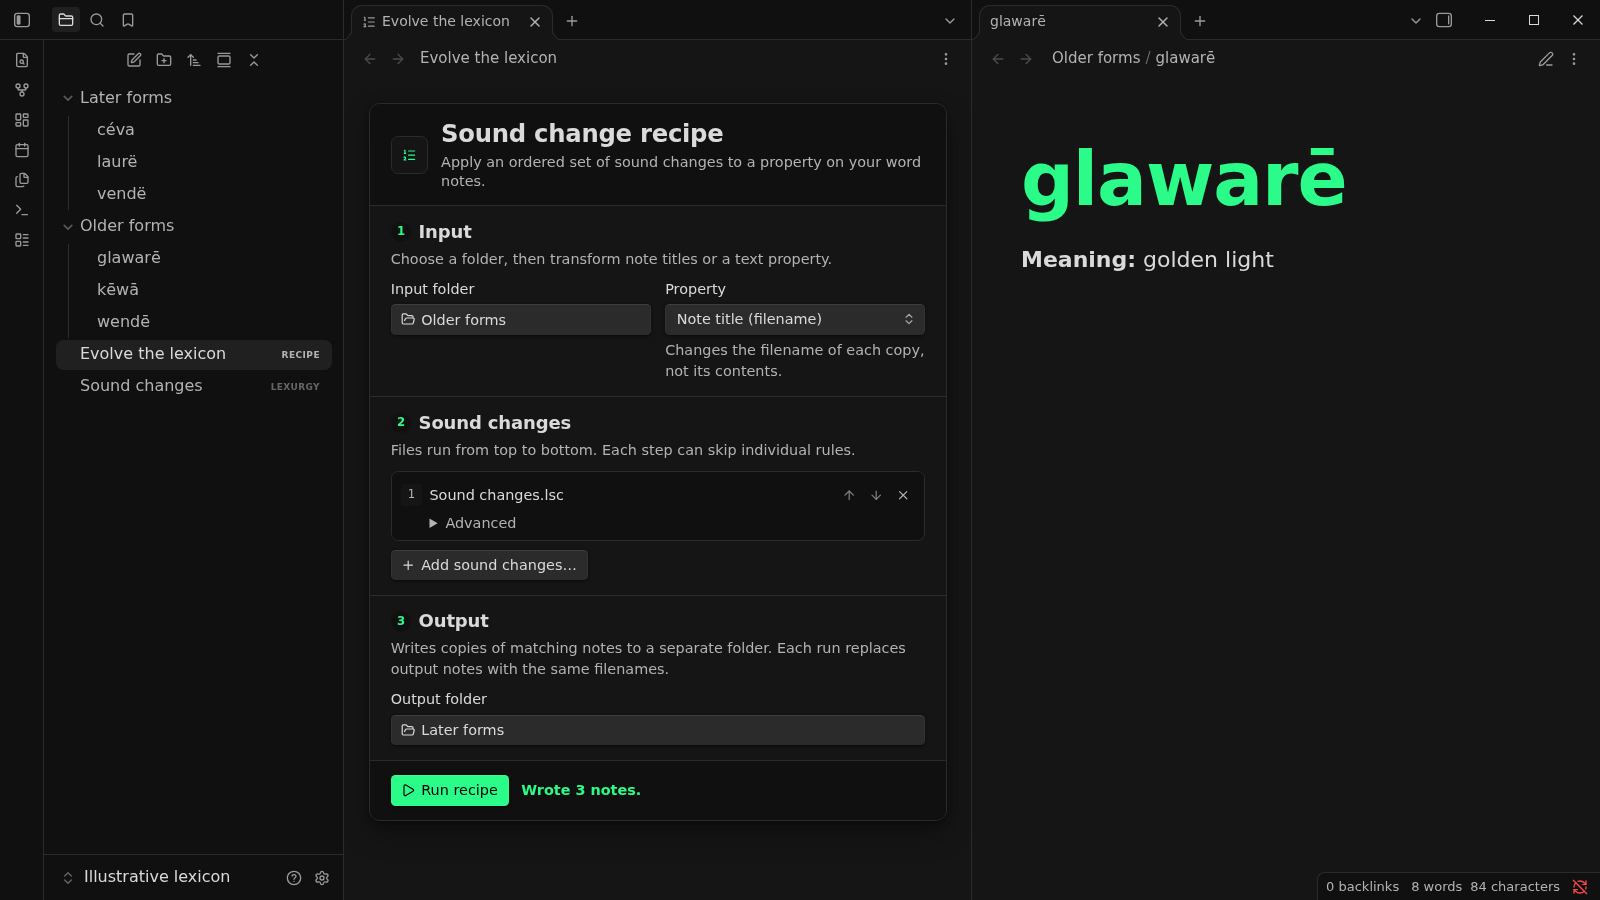 Evolve the lexicon
glawarē
Later forms
céva
laurë
vendë
Older forms
glawarē
kēwā
wendē
Evolve the lexicon RECIPE
Sound changes LEXURGY
Illustrative lexicon
Evolve the lexicon
Sound change recipe
Apply an ordered set of sound changes to a property on your word
notes.
1 Input
Choose a folder, then transform note titles or a text property.
Input folder
Older forms
Property
Note title (filename)
Changes the filename of each copy,
not its contents.
2 Sound changes
Files run from top to bottom. Each step can skip individual rules.
1 Sound changes.lsc
Advanced
Add sound changes...
3 Output
Writes copies of matching notes to a separate folder. Each run replaces
output notes with the same filenames.
Output folder
Later forms
Run recipe Wrote 3 notes.
Older forms / glawarē
glawarē
Meaning: golden light
0 backlinks 8 words 84 characters